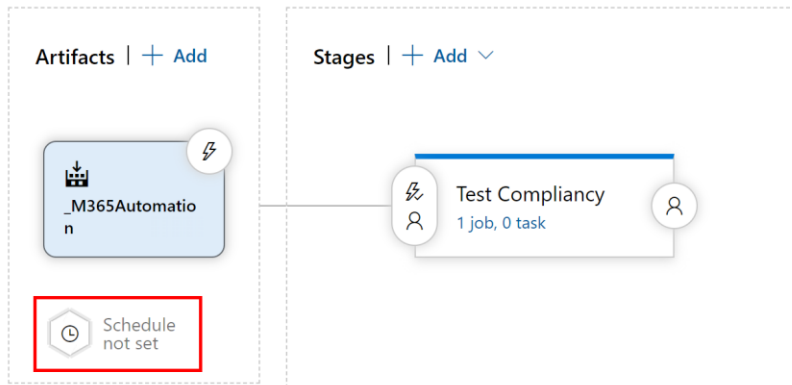 Artifacts | + Add
Stages | + Add
_M365Automatio
n
Test Compliancy
1 job, 0 task
Schedule
not set